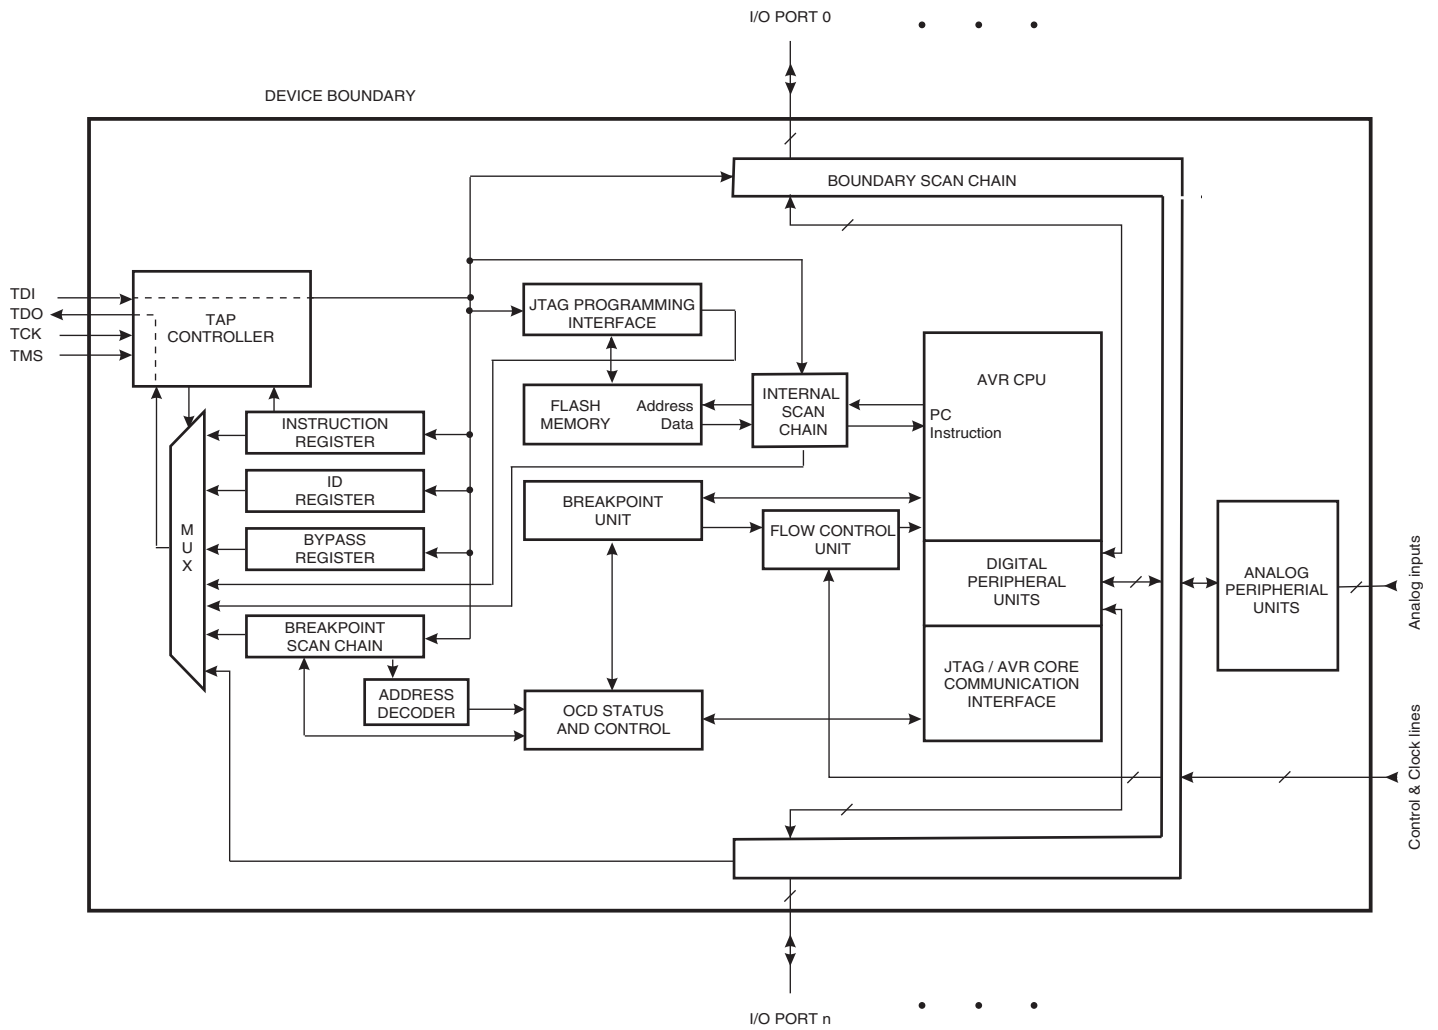 I/O PORT 0
DEVICE BOUNDARY
BOUNDARY SCAN CHAIN
TDI
TDO
TCK
TMS
TAP
CONTROLLER
JTAG PROGRAMMING
INTERFACE
AVR CPU
FLASH
MEMORY
Address
Data
INTERNAL
SCAN
CHAIN
PC
Instruction
INSTRUCTION
REGISTER
ID
REGISTER
BREAKPOINT
UNIT
FLOW CONTROL
UNIT
BYPASS
REGISTER
M
U
X
DIGITAL
PERIPHERAL
UNITS
ANALOG
PERIPHERIAL
UNITS
Analog inputs
BREAKPOINT
SCAN CHAIN
JTAG / AVR CORE
COMMUNICATION
INTERFACE
ADDRESS
DECODER
OCD STATUS
AND CONTROL
Control & Clock lines
I/O PORT n